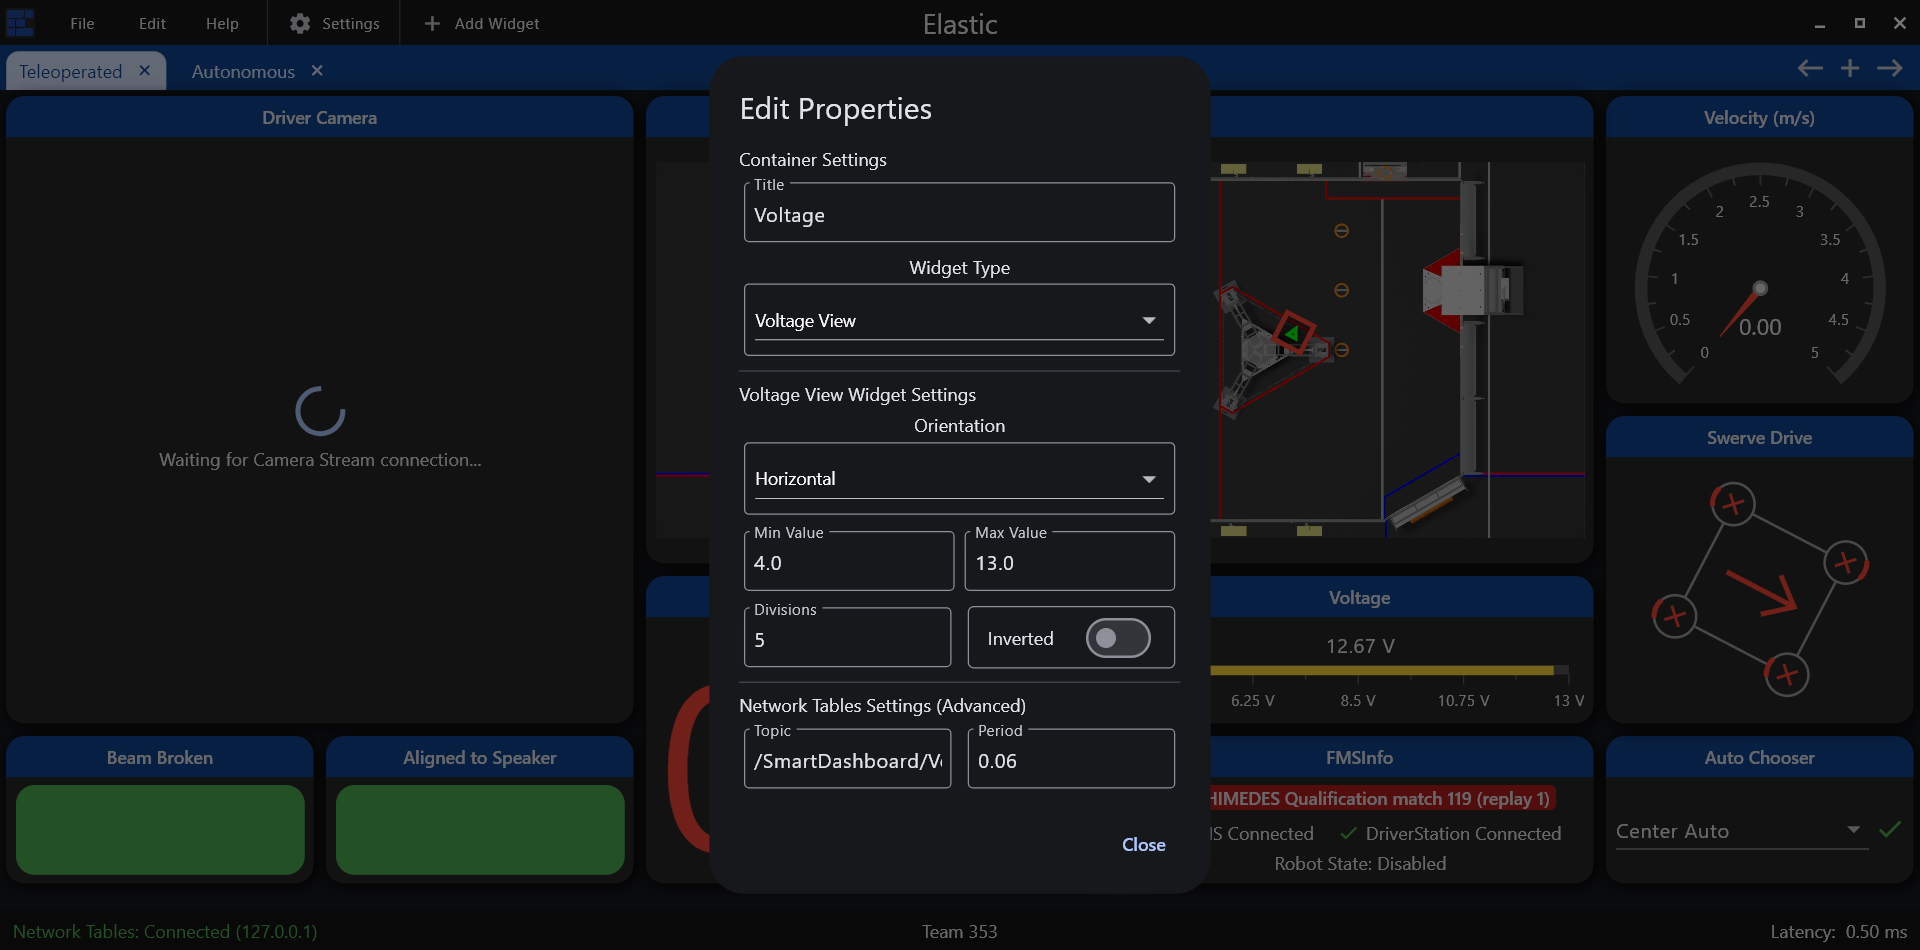 File Edit Help Settings Add Widget Elastic
Teleoperated Autonomous
Driver Camera
Waiting for Camera Stream connection...
Beam Broken
Aligned to Speaker
Edit Properties
Container Settings
Title
Voltage
Widget Type
Voltage View
Voltage View Widget Settings
Orientation
Horizontal
Min Value
4.0
Max Value
13.0
Divisions
5
Inverted
Network Tables Settings (Advanced)
Topic
/SmartDashboard/V
Period
0.06
Close
Voltage
12.67 V
6.25 V 8.5 V 10.75 V 13 V
FMSInfo
HIMEDES Qualification match 119 (replay 1)
S Connected DriverStation Connected
Robot State: Disabled
Velocity (m/s)
0 0.5 1 1.5 2 2.5 3 3.5 4 4.5 5
0.00
Swerve Drive
Auto Chooser
Center Auto
Network Tables: Connected (127.0.0.1)
Team 353
Latency: 0.50 ms